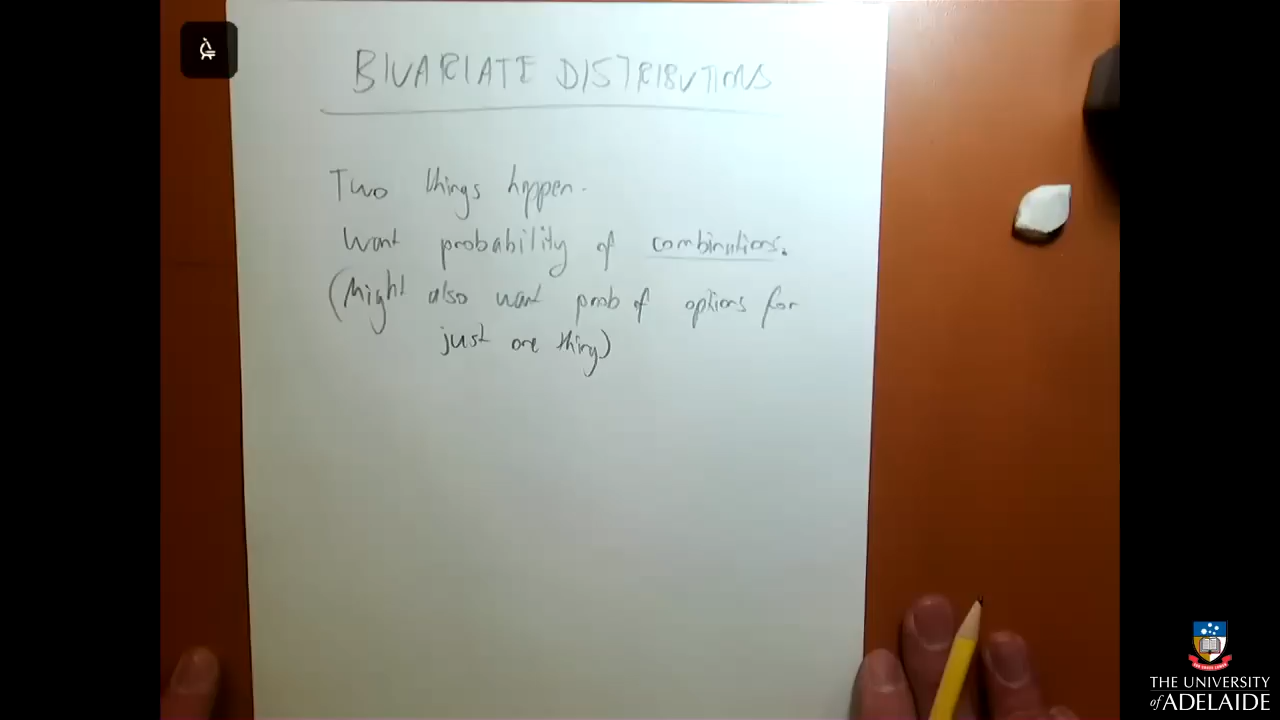 BIVARIATE DISTRIBUTIONS
Two things happen.
Want probability of combinations.
(Might also want prob of options for
just one thing)
THE UNIVERSITY
of ADELAIDE